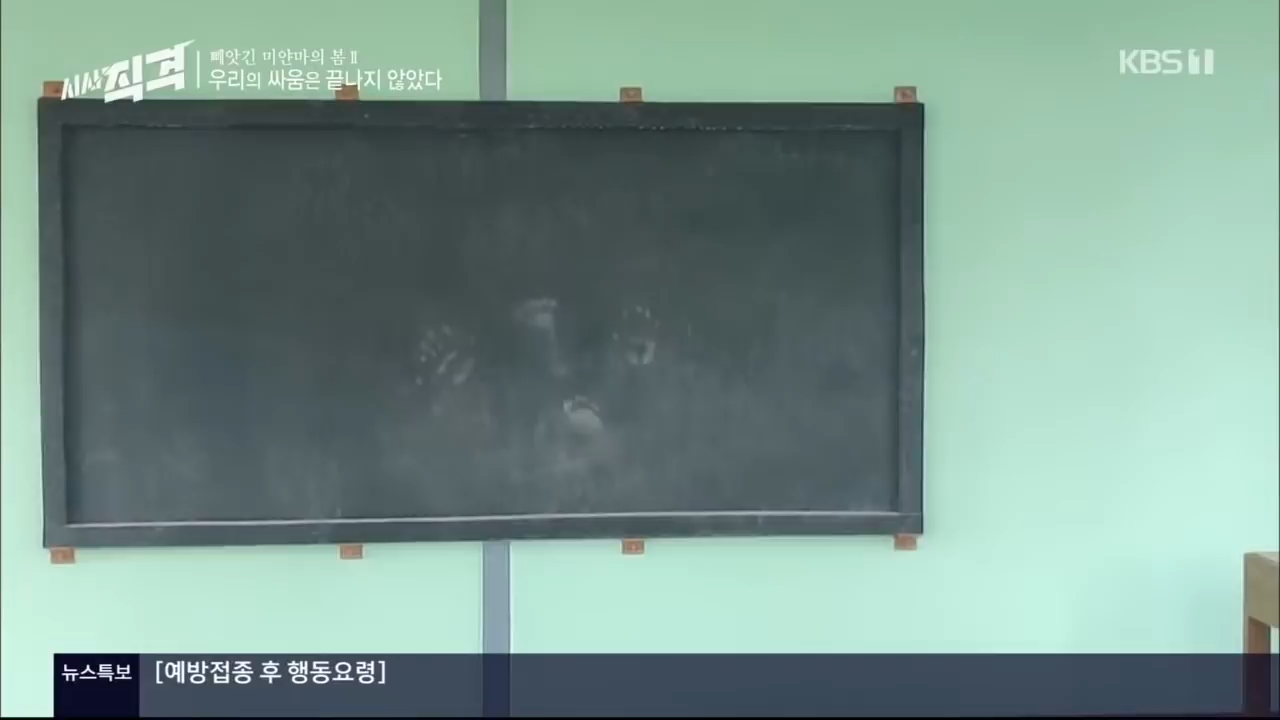 시사직격
빼앗긴 미얀마의 봄 Ⅱ
우리의 싸움은 끝나지 않았다
KBS 1
뉴스특보
[예방접종 후 행동요령]